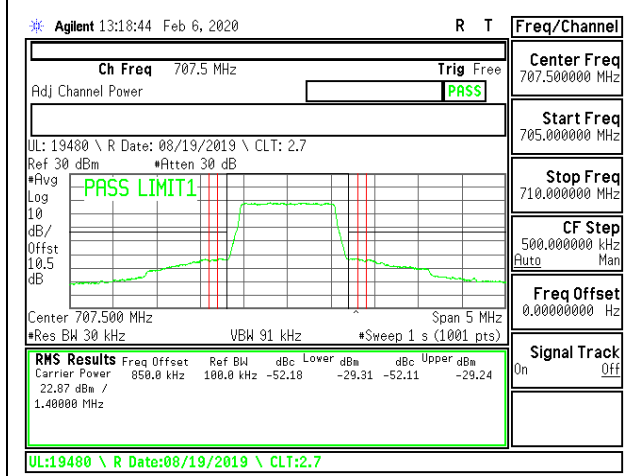 Agilent 13:18:44 Feb 6, 2020 R T
Ch Freq 707.5 MHz Trig Free
Adj Channel Power PASS
UL: 19480 \ R Date: 08/19/2019 \ CLT: 2.7
Ref 30 dBm #Atten 30 dB
#Avg
Log
10
dB/
Offst
10.5
dB
PASS LIMIT1
Center 707.500 MHz Span 5 MHz
#Res BW 30 kHz VBW 91 kHz #Sweep 1 s (1001 pts)
RMS Results Freq Offset Ref BW dBc Lower dBm dBc Upper dBm
Carrier Power 850.0 kHz 100.0 kHz -52.18 -29.31 -52.11 -29.24
22.87 dBm /
1.40000 MHz
UL:19480 \ R Date:08/19/2019 \ CLT:2.7
Freq/Channel
Center Freq
707.500000 MHz
Start Freq
705.000000 MHz
Stop Freq
710.000000 MHz
CF Step
500.000000 kHz
Auto Man
Freq Offset
0.00000000 Hz
Signal Track
On Off